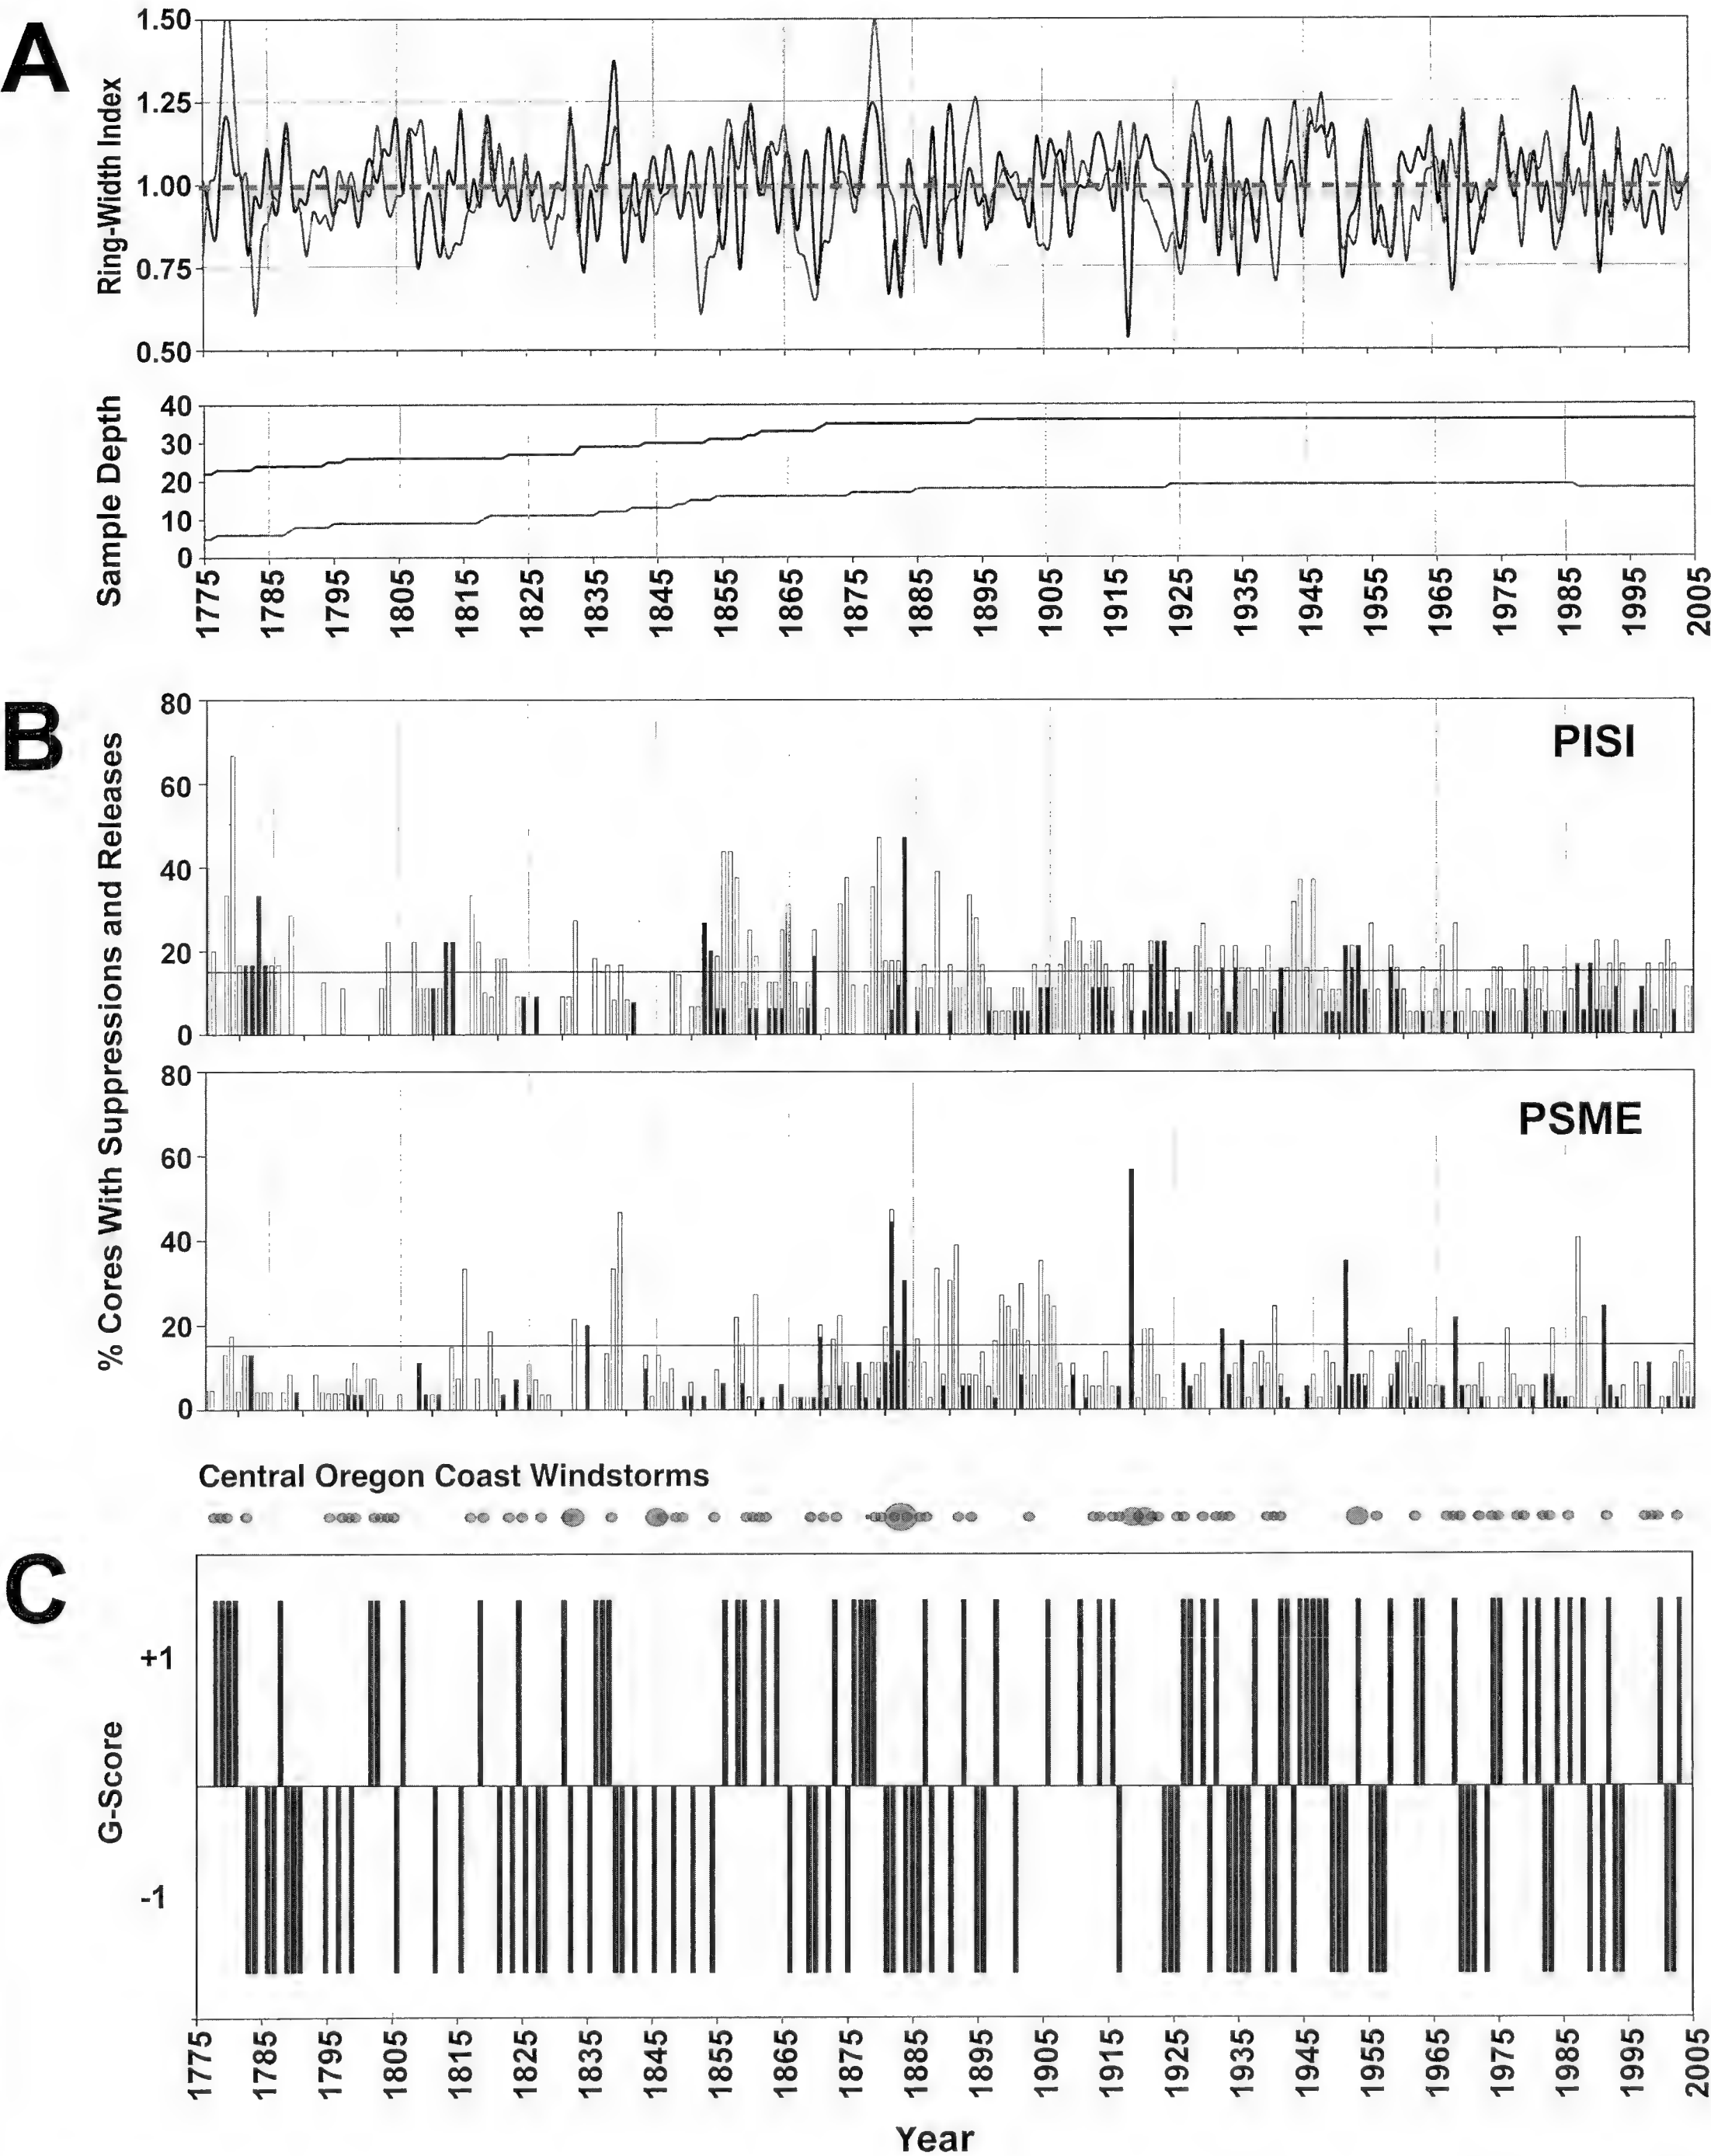 A
Ring-Width Index
1.50
1.25
1.00
0.75
0.50
Sample Depth
40
30
20
10
0
1775 1785 1795 1805 1815 1825 1835 1845 1855 1865 1875 1885 1895 1905 1915 1925 1935 1945 1955 1965 1975 1985 1995 2005
B
% Cores With Suppressions and Releases
80
60
40
20
0
PISI
80
60
40
20
0
PSME
Central Oregon Coast Windstorms
C
G-Score
+1
-1
1775 1785 1795 1805 1815 1825 1835 1845 1855 1865 1875 1885 1895 1905 1915 1925 1935 1945 1955 1965 1975 1985 1995 2005
Year